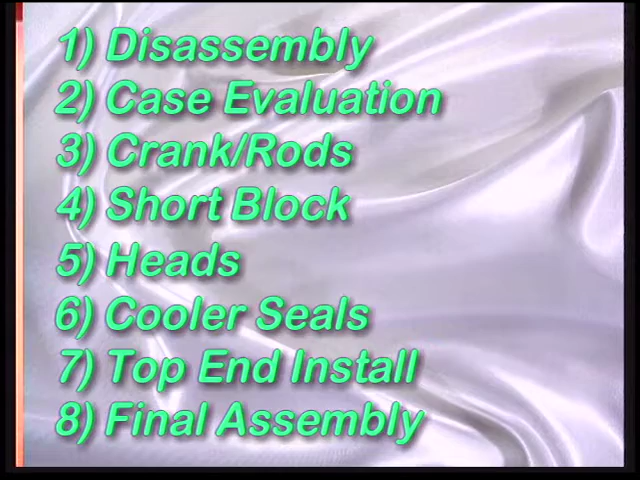 1) Disassembly
2) Case Evaluation
3) Crank/Rods
4) Short Block
5) Heads
6) Cooler Seals
7) Top End Install
8) Final Assembly